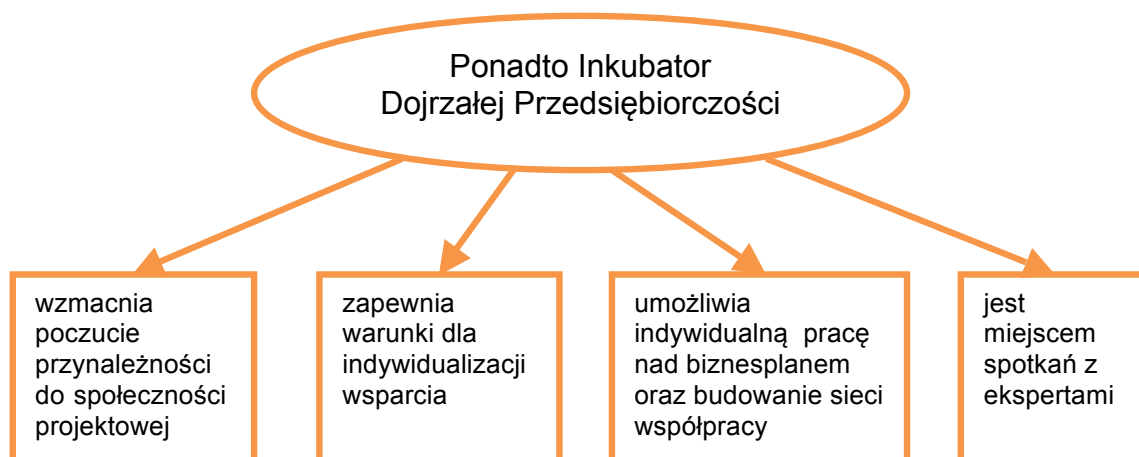 Ponadto Inkubator
Dojrzałej Przedsiębiorczości
wzmacnia
poczucie
przynależności
do społeczności
projektowej
zapewnia
warunki dla
indywidualizacji
wsparcia
umożliwia
indywidualną pracę
nad biznesplanem
oraz budowanie sieci
współpracy
jest
miejscem
spotkań z
ekspertami